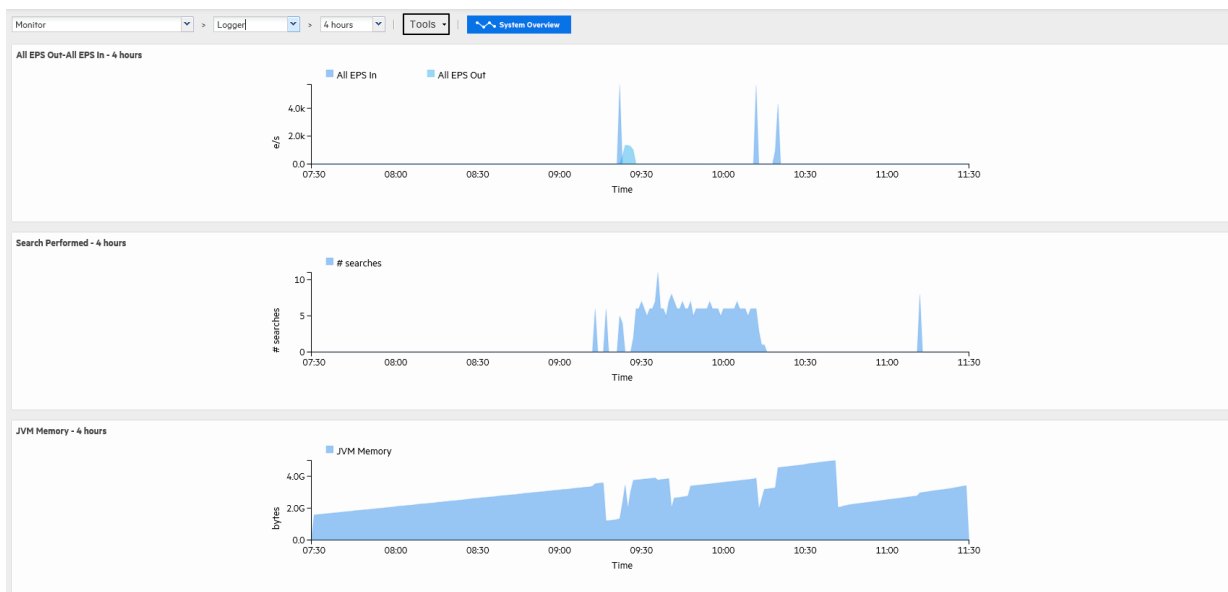 Monitor > Logger > 4 hours | Tools | System Overview
All EPS Out-All EPS In - 4 hours
All EPS In All EPS Out
4.0k
2.0k
0.0
e/s
07:30 08:00 08:30 09:00 09:30 10:00 10:30 11:00 11:30
Time
Search Performed - 4 hours
# searches
10
5
0
# searches
07:30 08:00 08:30 09:00 09:30 10:00 10:30 11:00 11:30
Time
JVM Memory - 4 hours
JVM Memory
4.0G
2.0G
0.0
bytes
07:30 08:00 08:30 09:00 09:30 10:00 10:30 11:00 11:30
Time